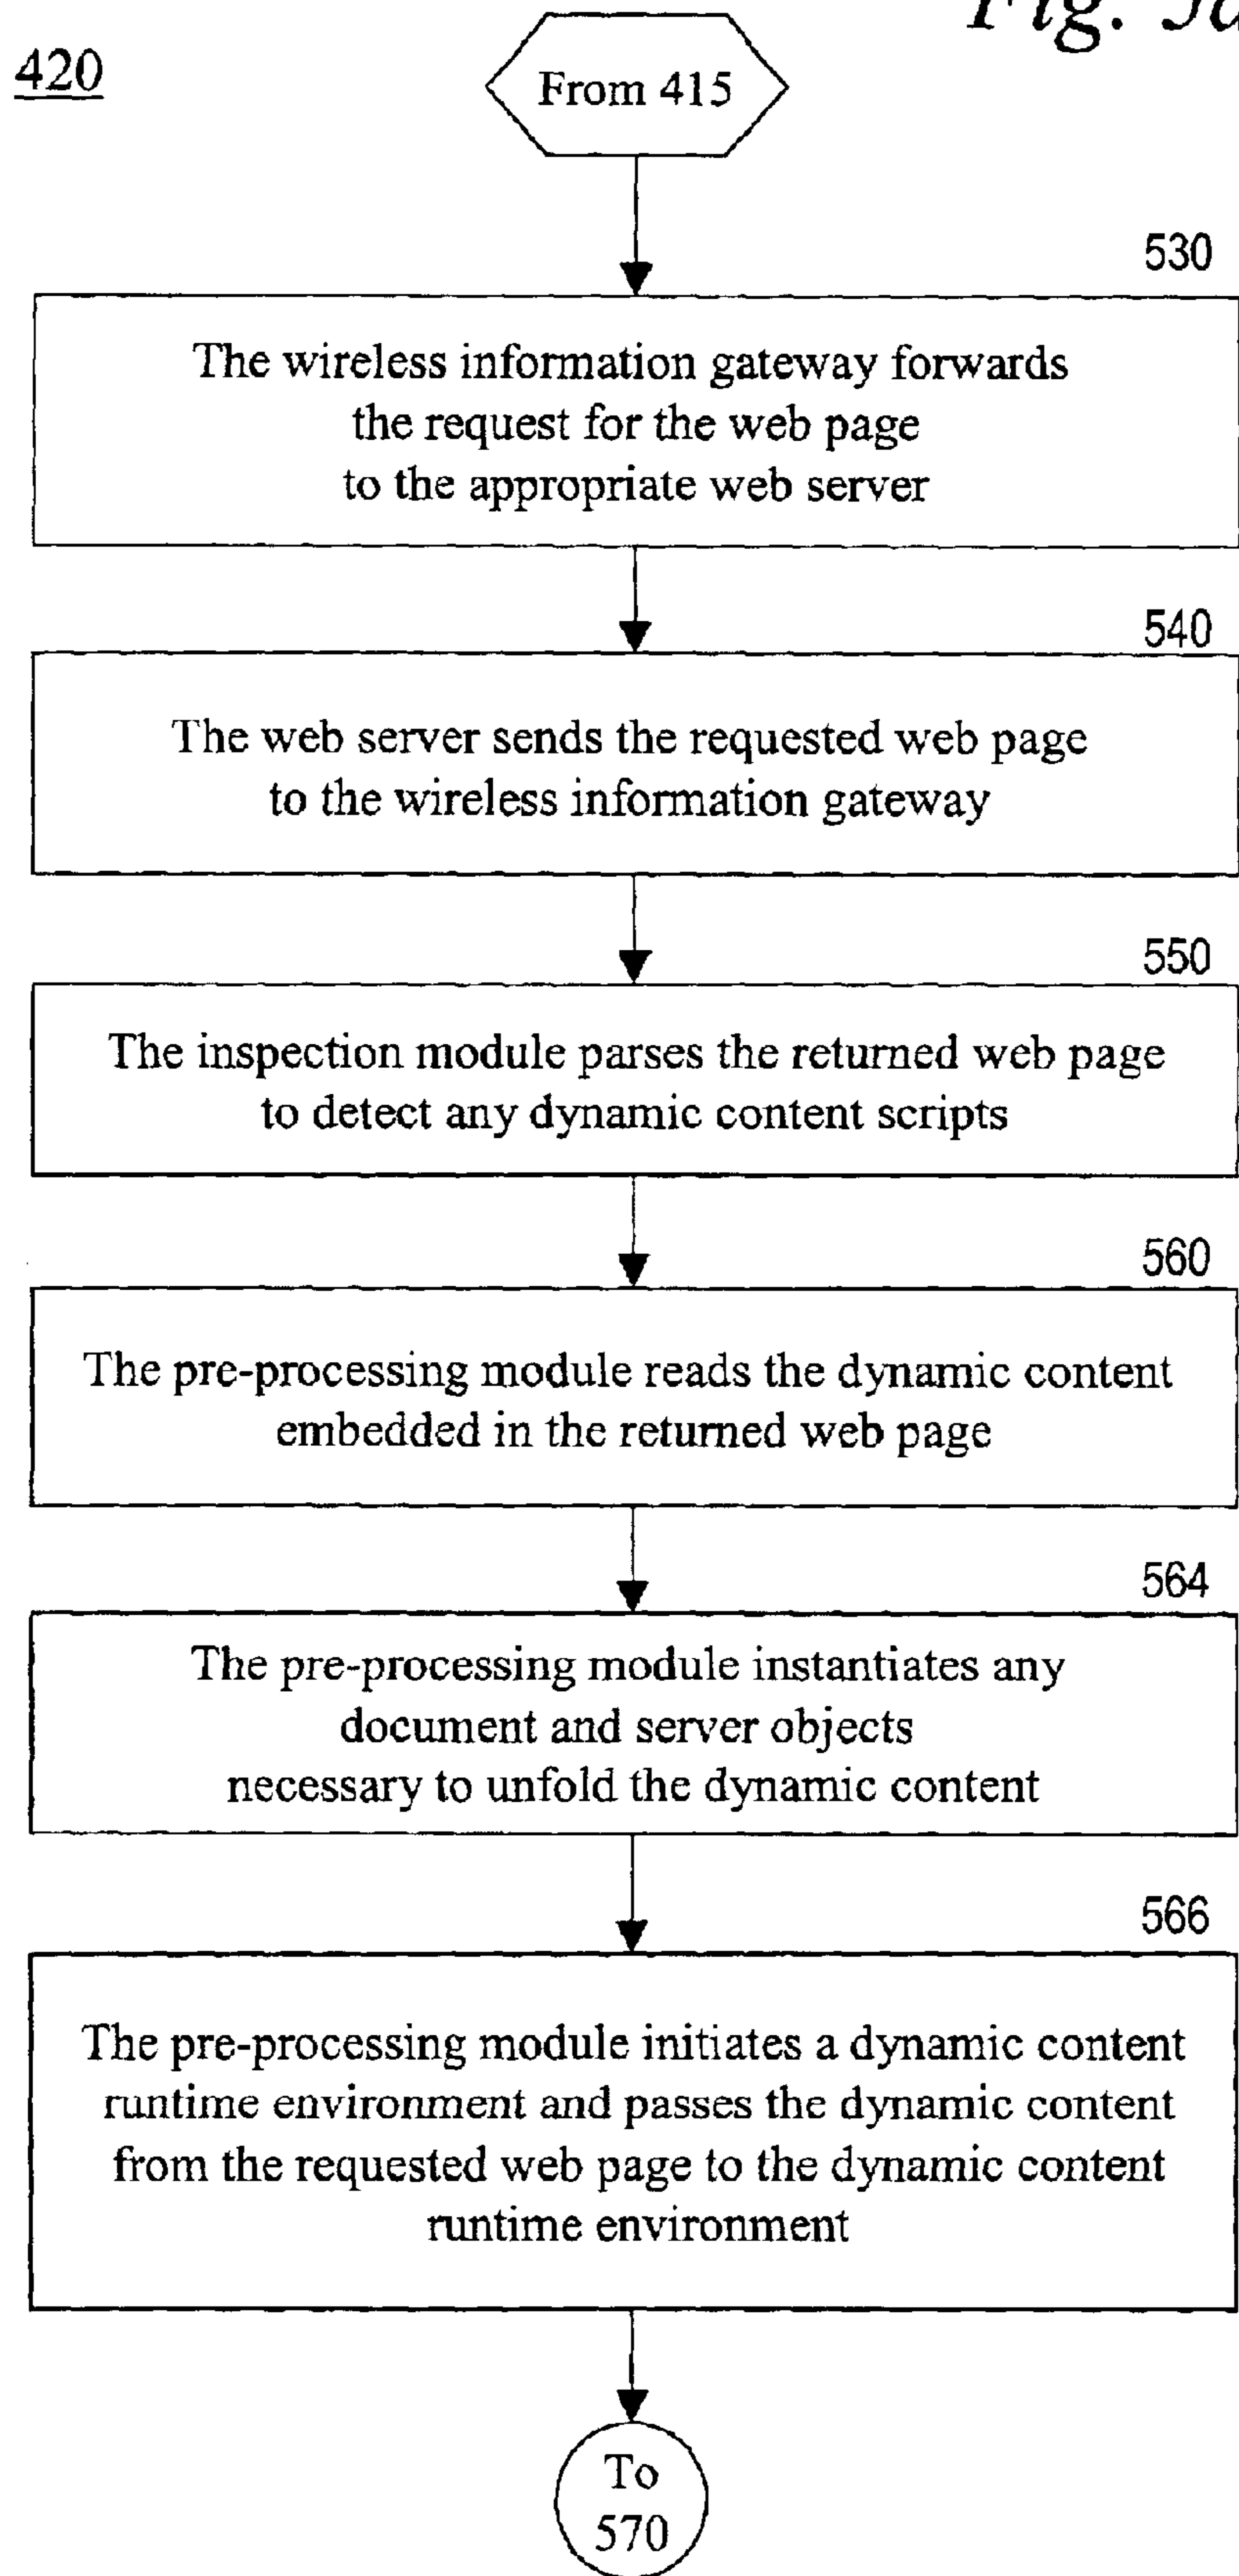 420
From 415
530
The wireless information gateway forwards
the request for the web page
to the appropriate web server
540
The web server sends the requested web page
to the wireless information gateway
550
The inspection module parses the returned web page
to detect any dynamic content scripts
560
The pre-processing module reads the dynamic content
embedded in the returned web page
564
The pre-processing module instantiates any
document and server objects
necessary to unfold the dynamic content
566
The pre-processing module initiates a dynamic content
runtime environment and passes the dynamic content
from the requested web page to the dynamic content
runtime environment
To
570